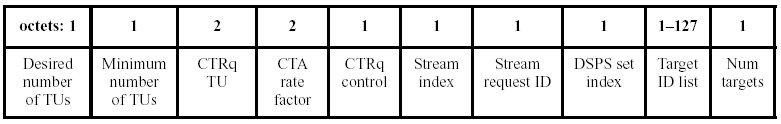 octets: 1 1 2 2 1 1 1 1 1–127 1
Desired number of TUs
Minimum number of TUs
CTRq TU
CTA rate factor
CTRq control
Stream index
Stream request ID
DSPS set index
Target ID list
Num targets